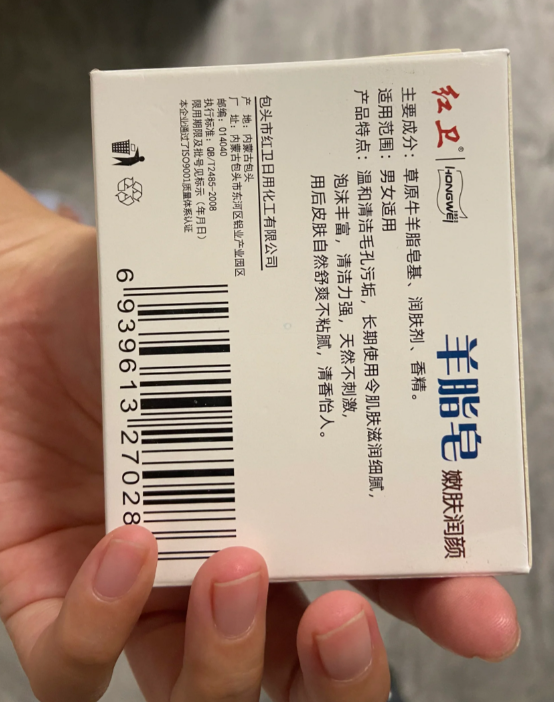 红卫® HONGWEI 红卫
羊脂皂 嫩肤润颜
主要成分：草原牛羊脂皂基、润肤剂、香精。
适用范围：男女适用
产品特点：温和清洁毛孔污垢，长期使用令肌肤滋润细腻，
泡沫丰富，清洁力强，天然不刺激，
用后皮肤自然舒爽不粘腻，清香怡人。
包头市红卫日用化工有限公司
产 地：内蒙古包头
厂 址：内蒙古包头市东河区铝业产业园区
邮编：014040
执行标准：QB/T2485-2008
限用期限及批号见标示（年月日）
本企业通过了ISO9001质量体系认证
6 939613 27028